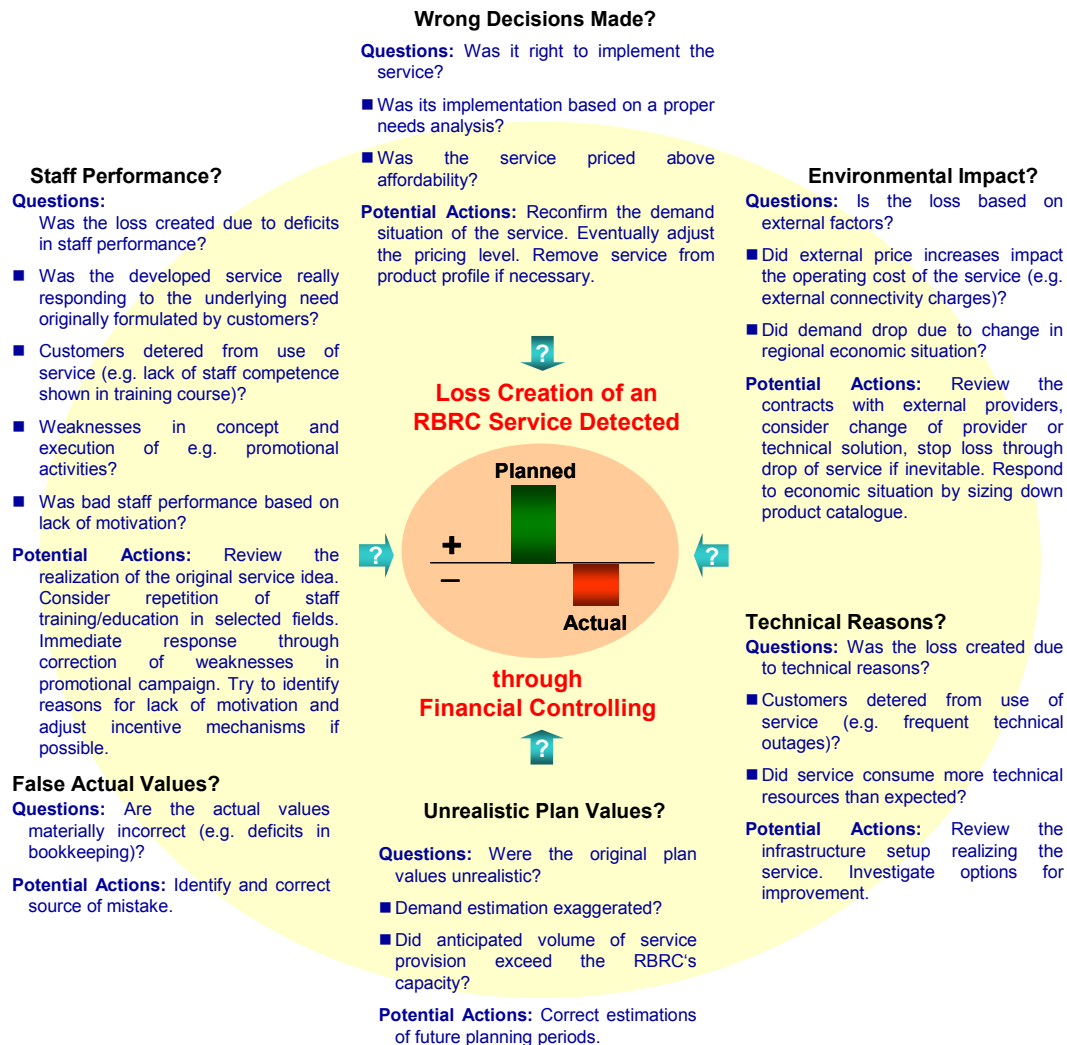 Wrong Decisions Made?
Questions: Was it right to implement the
service?
■ Was its implementation based on a proper
needs analysis?
■ Was the service priced above
affordability?
Potential Actions: Reconfirm the demand
situation of the service. Eventually adjust
the pricing level. Remove service from
product profile if necessary.
Staff Performance?
Questions:
Was the loss created due to deficits
in staff performance?
■ Was the developed service really
responding to the underlying need
originally formulated by customers?
■ Customers detered from use of
service (e.g. lack of staff competence
shown in training course)?
■ Weaknesses in concept and
execution of e.g. promotional
activities?
■ Was bad staff performance based on
lack of motivation?
Potential Actions: Review the
realization of the original service idea.
Consider repetition of staff
training/education in selected fields.
Immediate response through
correction of weaknesses in
promotional campaign. Try to identify
reasons for lack of motivation and
adjust incentive mechanisms if
possible.
False Actual Values?
Questions: Are the actual values
materially incorrect (e.g. deficits in
bookkeeping)?
Potential Actions: Identify and correct
source of mistake.
?
Loss Creation of an
RBRC Service Detected
Planned
?
+
−
?
Actual
through
Financial Controlling
?
Unrealistic Plan Values?
Questions: Were the original plan
values unrealistic?
■ Demand estimation exaggerated?
■ Did anticipated volume of service
provision exceed the RBRC‘s
capacity?
Potential Actions: Correct estimations
of future planning periods.
Environmental Impact?
Questions: Is the loss based on
external factors?
■ Did external price increases impact
the operating cost of the service (e.g.
external connectivity charges)?
■ Did demand drop due to change in
regional economic situation?
Potential Actions: Review the
contracts with external providers,
consider change of provider or
technical solution, stop loss through
drop of service if inevitable. Respond
to economic situation by sizing down
product catalogue.
Technical Reasons?
Questions: Was the loss created due
to technical reasons?
■ Customers detered from use of
service (e.g. frequent technical
outages)?
■ Did service consume more technical
resources than expected?
Potential Actions: Review the
infrastructure setup realizing the
service. Investigate options for
improvement.